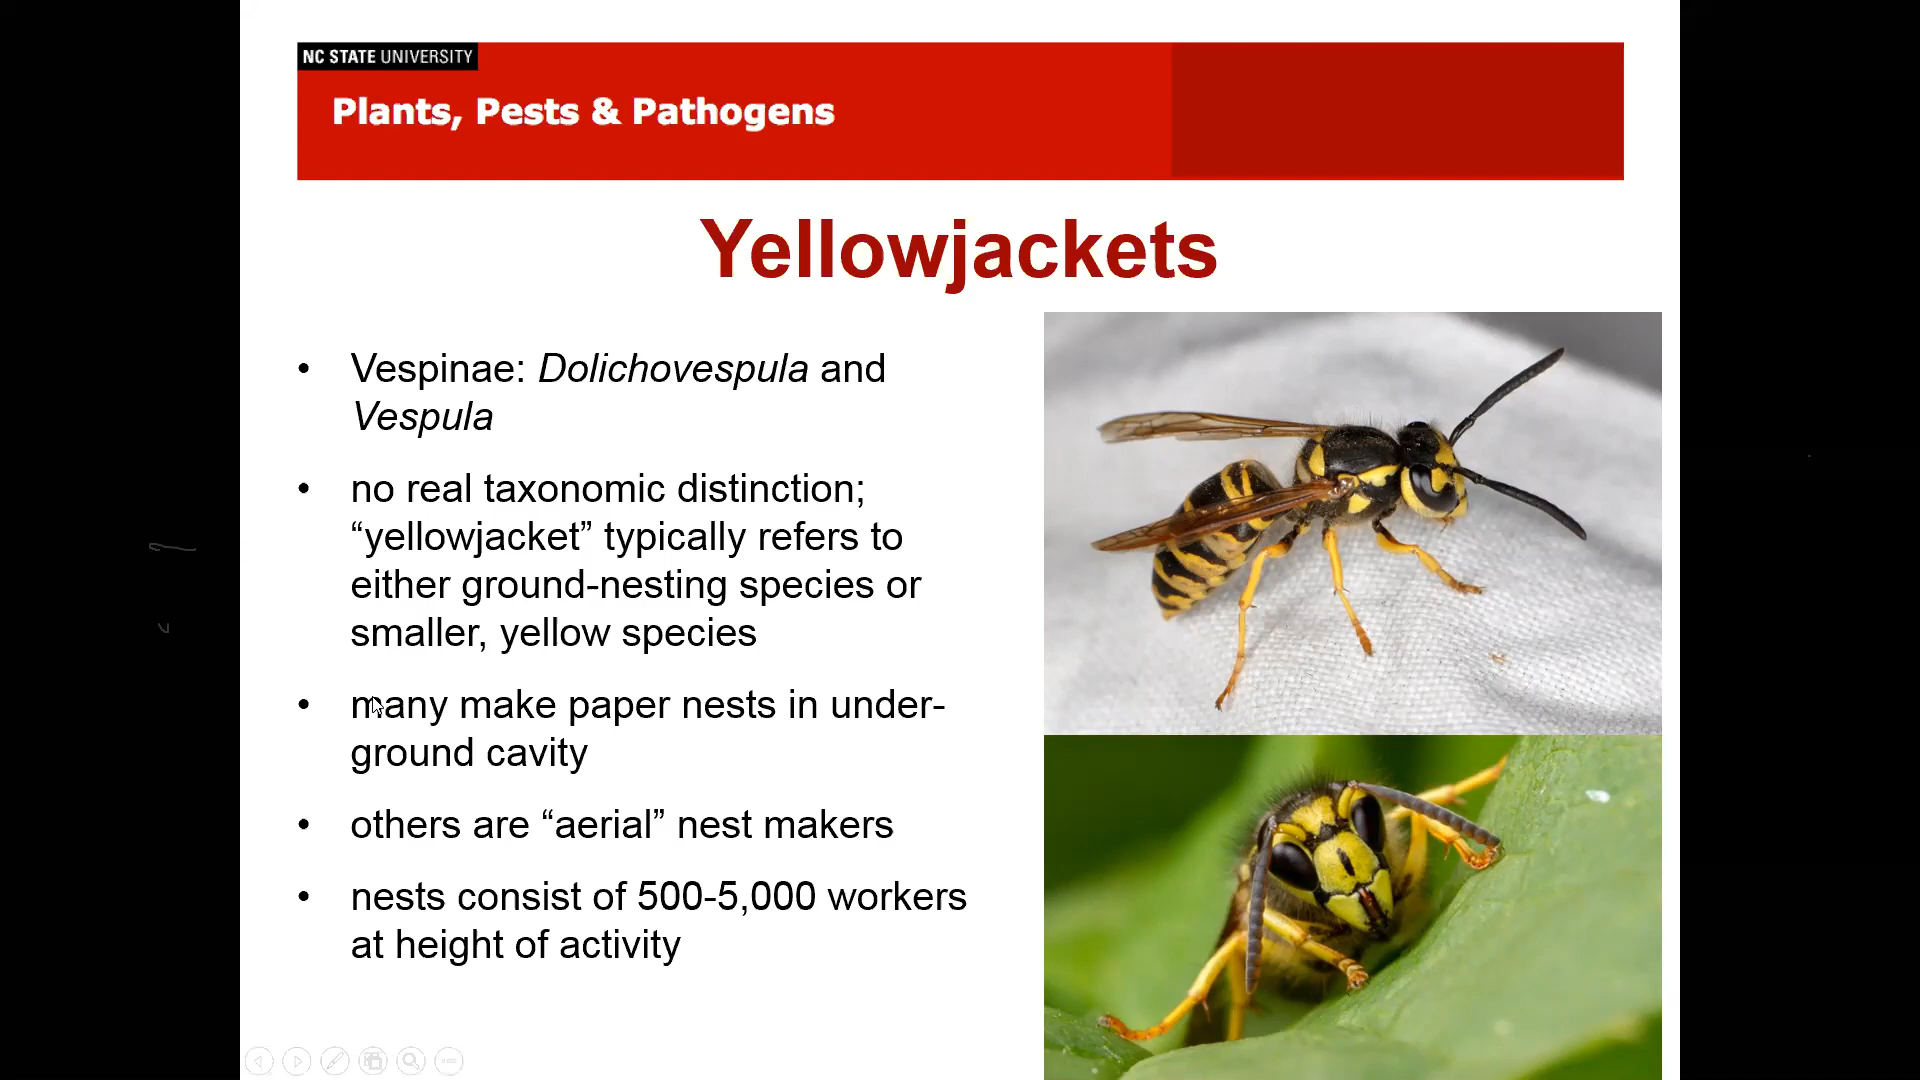 NC STATE UNIVERSITY
Plants, Pests & Pathogens
Yellowjackets
• Vespinae: Dolichovespula and
Vespula
• no real taxonomic distinction;
“yellowjacket” typically refers to
either ground-nesting species or
smaller, yellow species
• many make paper nests in under-
ground cavity
• others are “aerial” nest makers
• nests consist of 500-5,000 workers
at height of activity